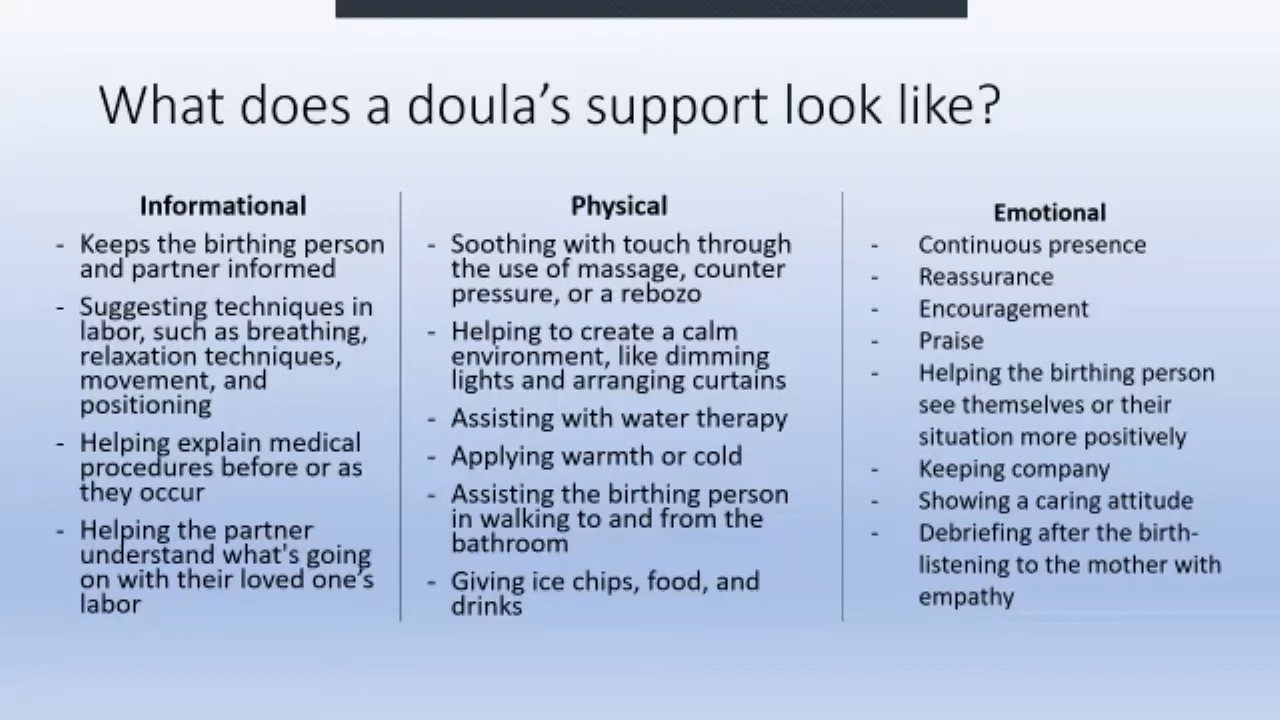 What does a doula’s support look like?
Informational
- Keeps the birthing person
and partner informed
- Suggesting techniques in
labor, such as breathing,
relaxation techniques,
movement, and
positioning
- Helping explain medical
procedures before or as
they occur
- Helping the partner
understand what's going
on with their loved one’s
labor
Physical
- Soothing with touch through
the use of massage, counter
pressure, or a rebozo
- Helping to create a calm
environment, like dimming
lights and arranging curtains
- Assisting with water therapy
- Applying warmth or cold
- Assisting the birthing person
in walking to and from the
bathroom
- Giving ice chips, food, and
drinks
Emotional
- Continuous presence
- Reassurance
- Encouragement
- Praise
- Helping the birthing person
see themselves or their
situation more positively
- Keeping company
- Showing a caring attitude
- Debriefing after the birth-
listening to the mother with
empathy